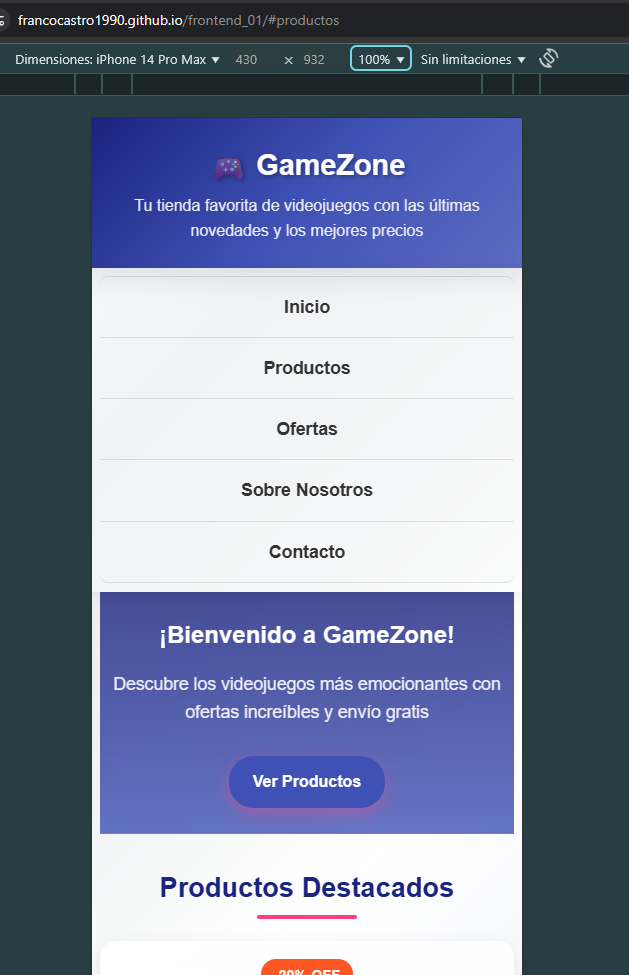 francocastro1990.github.io/frontend_01/#productos
Dimensiones: iPhone 14 Pro Max ▼ 430 × 932 100% ▼ Sin limitaciones ▼
🎮 GameZone
Tu tienda favorita de videojuegos con las últimas
novedades y los mejores precios
Inicio
Productos
Ofertas
Sobre Nosotros
Contacto
¡Bienvenido a GameZone!
Descubre los videojuegos más emocionantes con
ofertas increíbles y envío gratis
Ver Productos
Productos Destacados
20% OFF